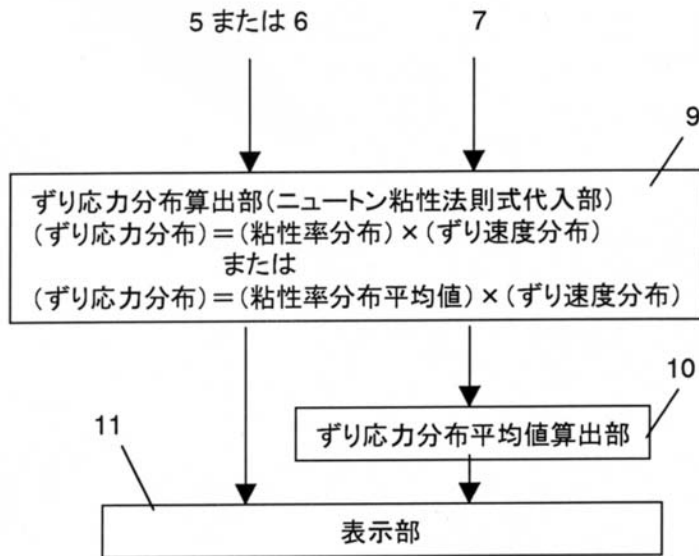 5 または 6
7
9
ずり応力分布算出部(ニュートン粘性法則式代入部)
(ずり応力分布)=(粘性率分布)×(ずり速度分布)
または
(ずり応力分布)=(粘性率分布平均値)×(ずり速度分布)
10
11
ずり応力分布平均値算出部
表示部